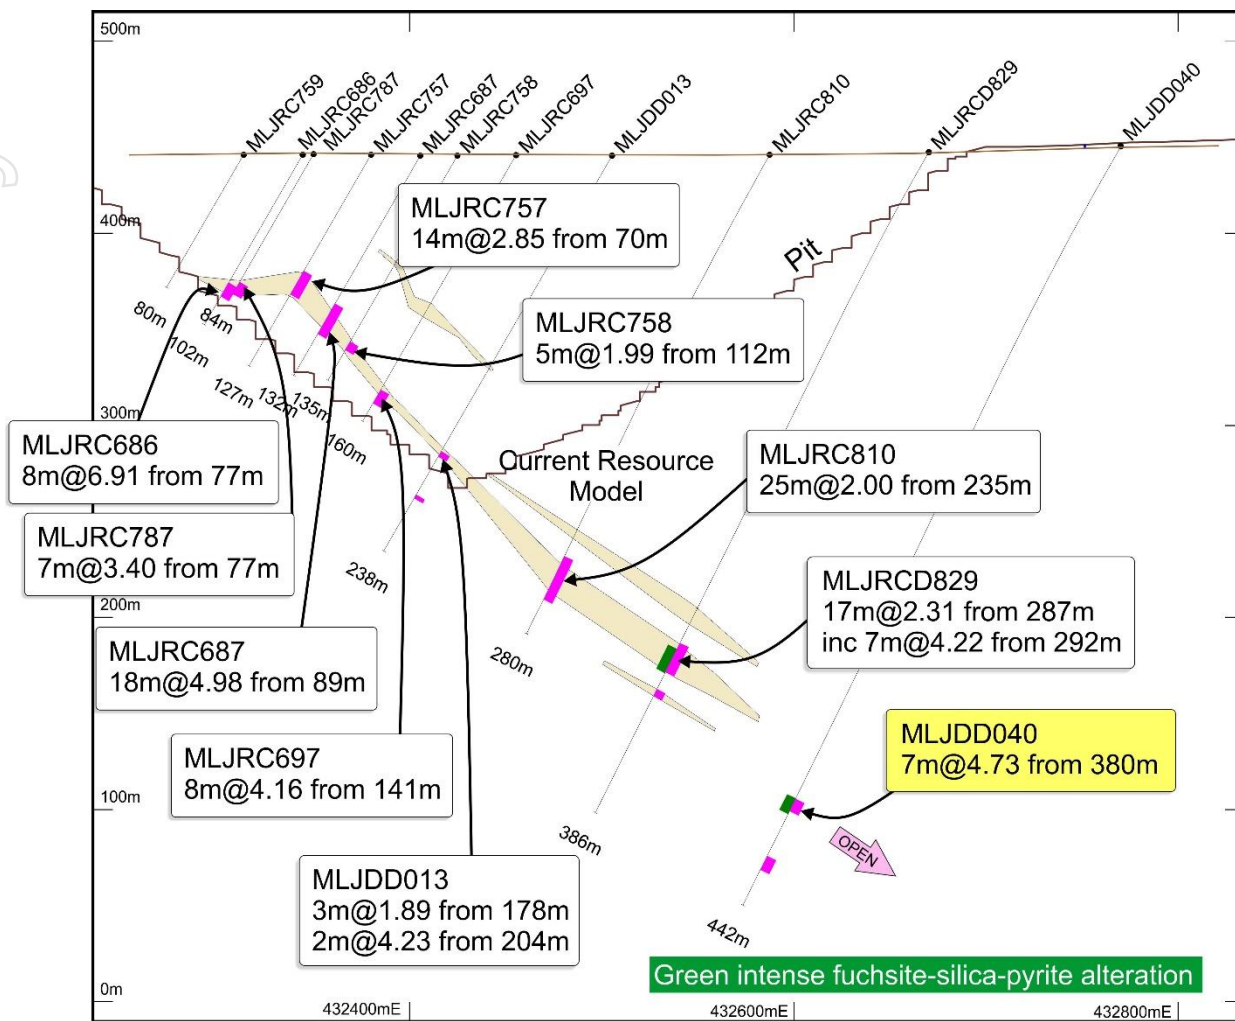 500m
MLJRC759
MLJRC686
MLJRC787
MLJRC757
MLJRC687
MLJRC758
MLJRC697
MLJDD013
MLJRC810
MLJRCD829
MLJDD040
400m
MLJRC757
14m@2.85 from 70m
Pit
80m
84m
102m
127m
132m
135m
160m
MLJRC758
5m@1.99 from 112m
300m
MLJRC686
8m@6.91 from 77m
Current Resource
Model
MLJRC810
25m@2.00 from 235m
MLJRC787
7m@3.40 from 77m
238m
200m
MLJRCD829
17m@2.31 from 287m
inc 7m@4.22 from 292m
MLJRC687
18m@4.98 from 89m
280m
MLJDD040
7m@4.73 from 380m
MLJRC697
8m@4.16 from 141m
100m
386m
OPEN
MLJDD013
3m@1.89 from 178m
2m@4.23 from 204m
442m
Green intense fuchsite-silica-pyrite alteration
0m
432400mE
432600mE
432800mE